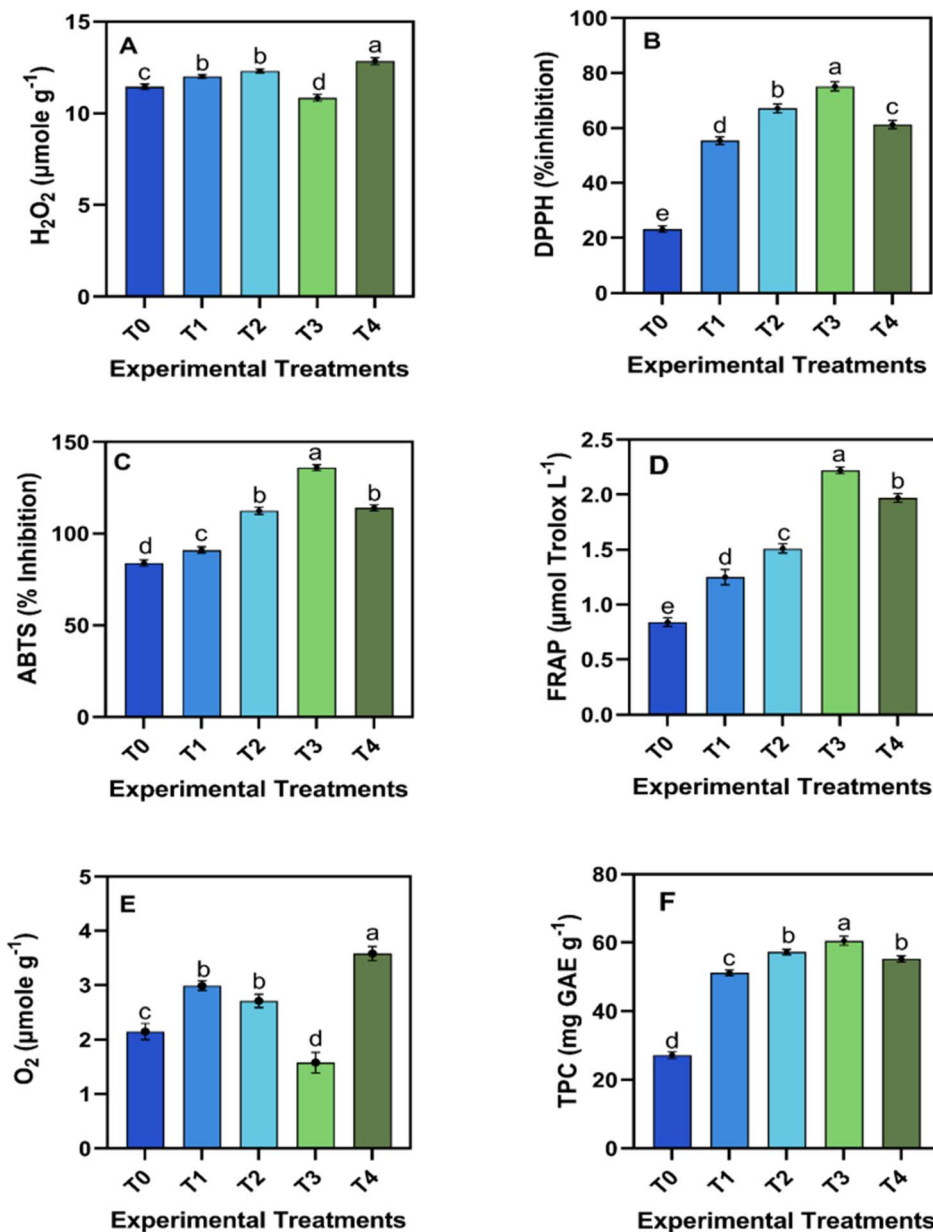 A
H₂O₂ (µmole g⁻¹)
15
10
5
0
c
b
b
d
a
T0
T1
T2
T3
T4
Experimental Treatments
B
DPPH (%inhibition)
100
80
60
40
20
0
e
d
b
a
c
T0
T1
T2
T3
T4
Experimental Treatments
C
ABTS (% Inhibition)
150
100
50
0
d
c
b
a
b
T0
T1
T2
T3
T4
Experimental Treatments
D
FRAP (µmol Trolox L⁻¹)
2.5
2.0
1.5
1.0
0.5
0.0
e
d
c
a
b
T0
T1
T2
T3
T4
Experimental Treatments
E
O₂ (µmole g⁻¹)
5
4
3
2
1
0
c
b
b
d
a
T0
T1
T2
T3
T4
Experimental Treatments
F
TPC (mg GAE g⁻¹)
80
60
40
20
0
d
c
b
a
b
T0
T1
T2
T3
T4
Experimental Treatments